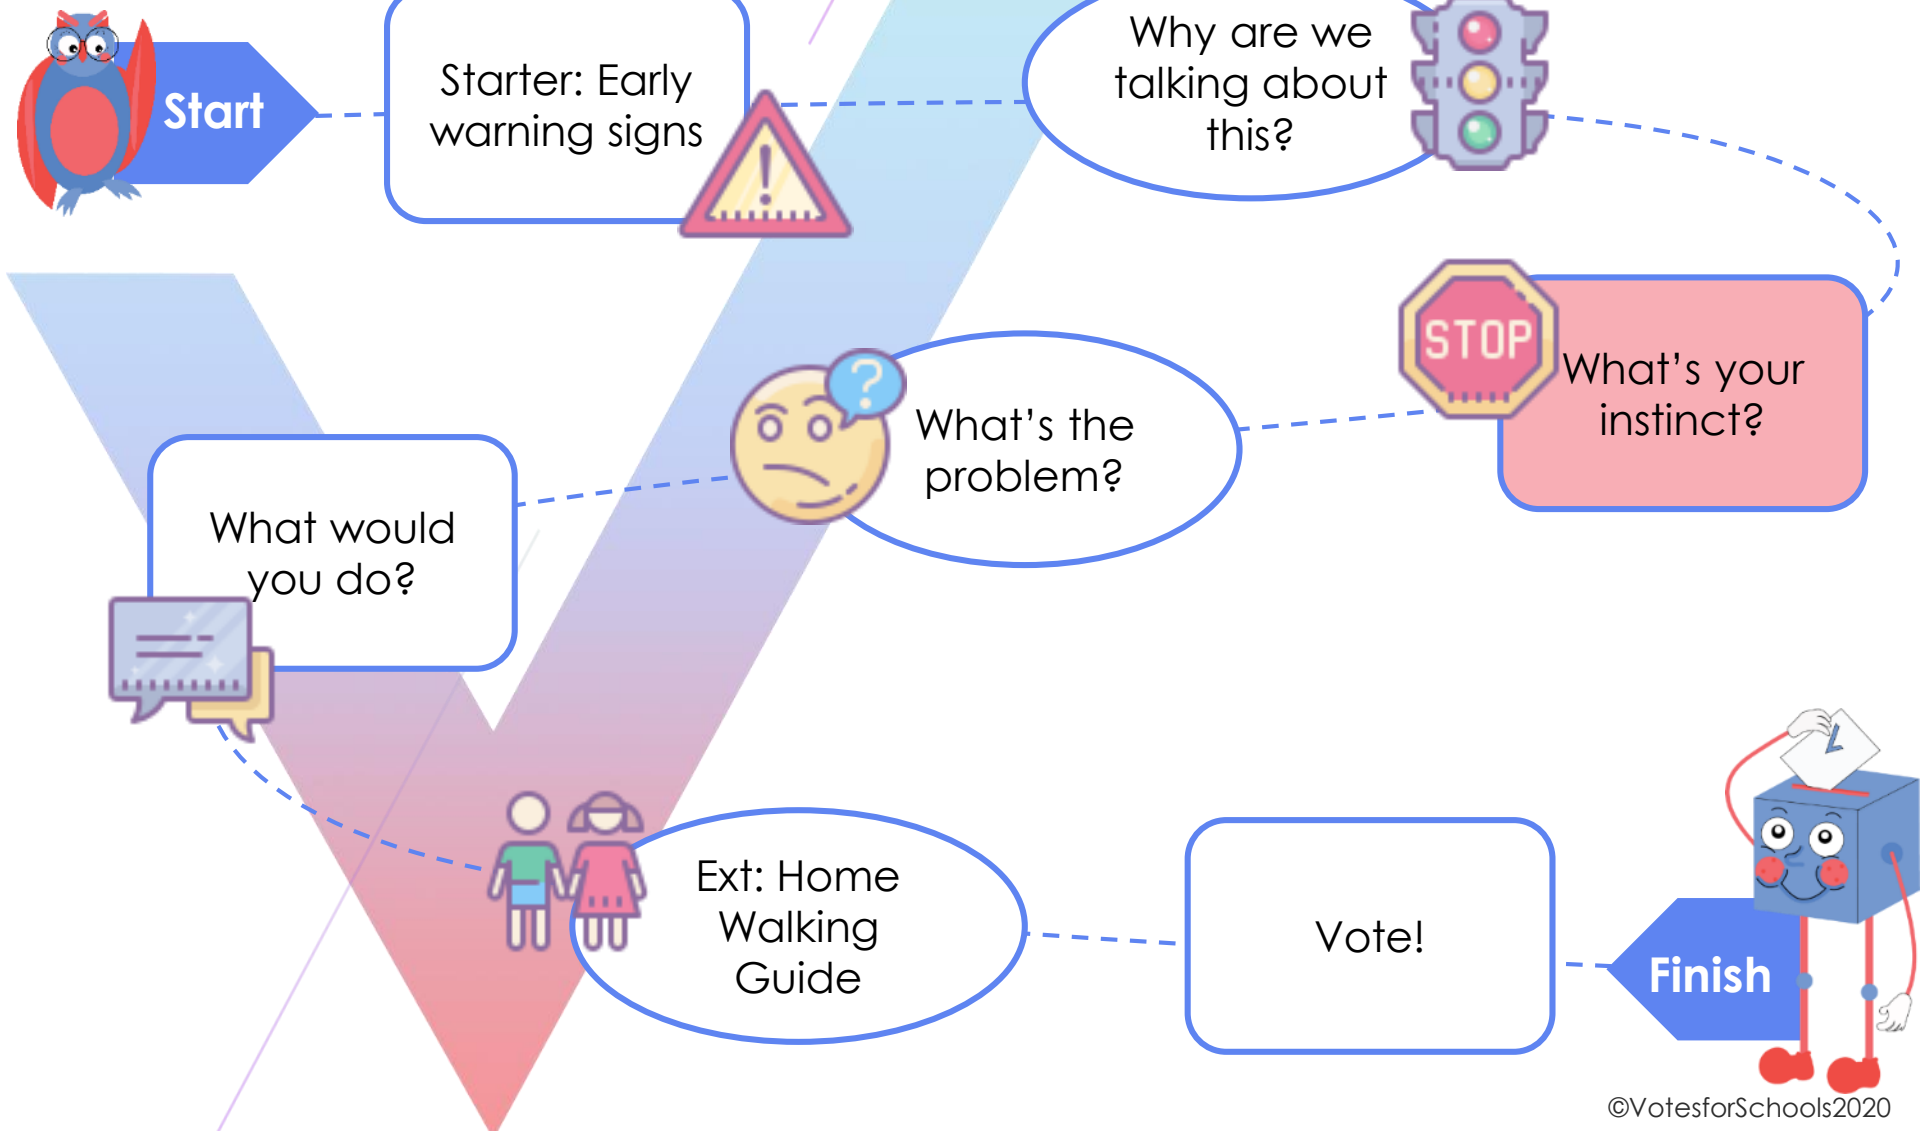 Start
Starter: Early
warning signs
Why are we
talking about
this?
STOP
What's your
instinct?
?
What's the
problem?
What would
you do?
Ext: Home
Walking
Guide
Vote!
Finish
©VotesforSchools2020